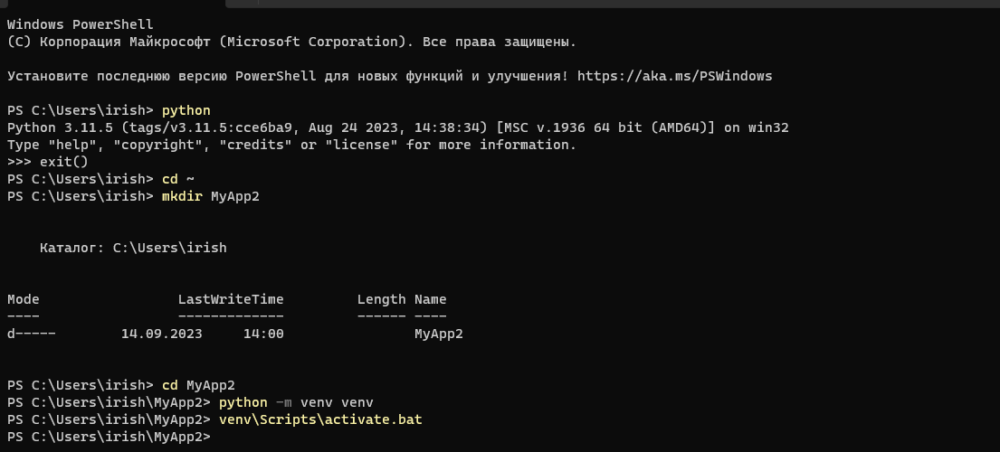 Windows PowerShell
(C) Корпорация Майкрософт (Microsoft Corporation). Все права защищены.
Установите последнюю версию PowerShell для новых функций и улучшения! https://aka.ms/PSWindows
PS C:\Users\irish> python
Python 3.11.5 (tags/v3.11.5:cce6ba9, Aug 24 2023, 14:38:34) [MSC v.1936 64 bit (AMD64)] on win32
Type "help", "copyright", "credits" or "license" for more information.
>>> exit()
PS C:\Users\irish> cd ~
PS C:\Users\irish> mkdir MyApp2
Каталог: C:\Users\irish
Mode LastWriteTime Length Name
---- ------------- ------ ----
d----- 14.09.2023 14:00 MyApp2
PS C:\Users\irish> cd MyApp2
PS C:\Users\irish\MyApp2> python -m venv venv
PS C:\Users\irish\MyApp2> venv\Scripts\activate.bat
PS C:\Users\irish\MyApp2>